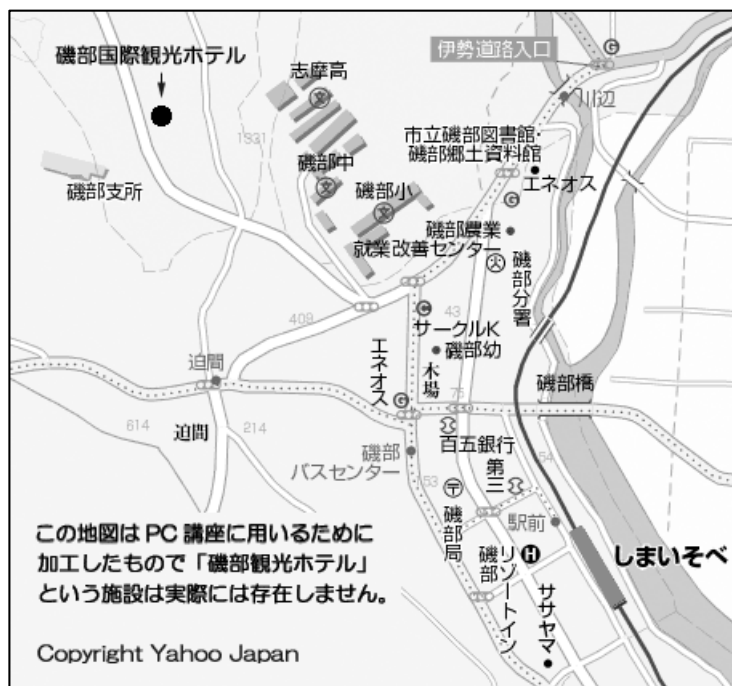 磯部国際観光ホテル
志摩高
伊勢道路入口
川辺
1331
磯部支所
磯部中
磯部小
市立磯部図書館・
磯部郷土資料館
エネオス
磯部農業
就業改善センター
磯部分署
409
43
サークルK
磯部幼
木場
エネオス
迫間
75
磯部橋
614
迫間
214
磯部
バスセンター
百五銀行
第三
54
53
磯部局
駅前
磯部
リゾートイン
しまいそべ
ササヤマ
この地図は PC 講座に用いるために
加工したもので「磯部観光ホテル」
という施設は実際には存在しません。
Copyright Yahoo Japan